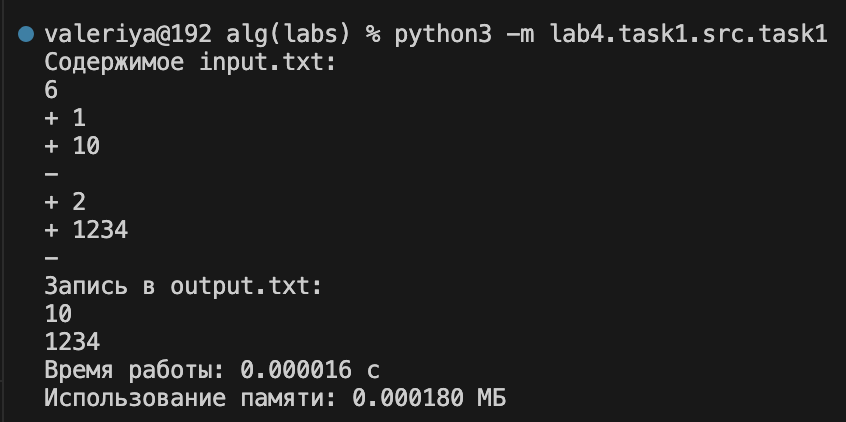 valeriya@192 alg(labs) % python3 -m lab4.task1.src.task1
Содержимое input.txt:
6
+ 1
+ 10
-
+ 2
+ 1234
-
Запись в output.txt:
10
1234
Время работы: 0.000016 с
Использование памяти: 0.000180 МБ